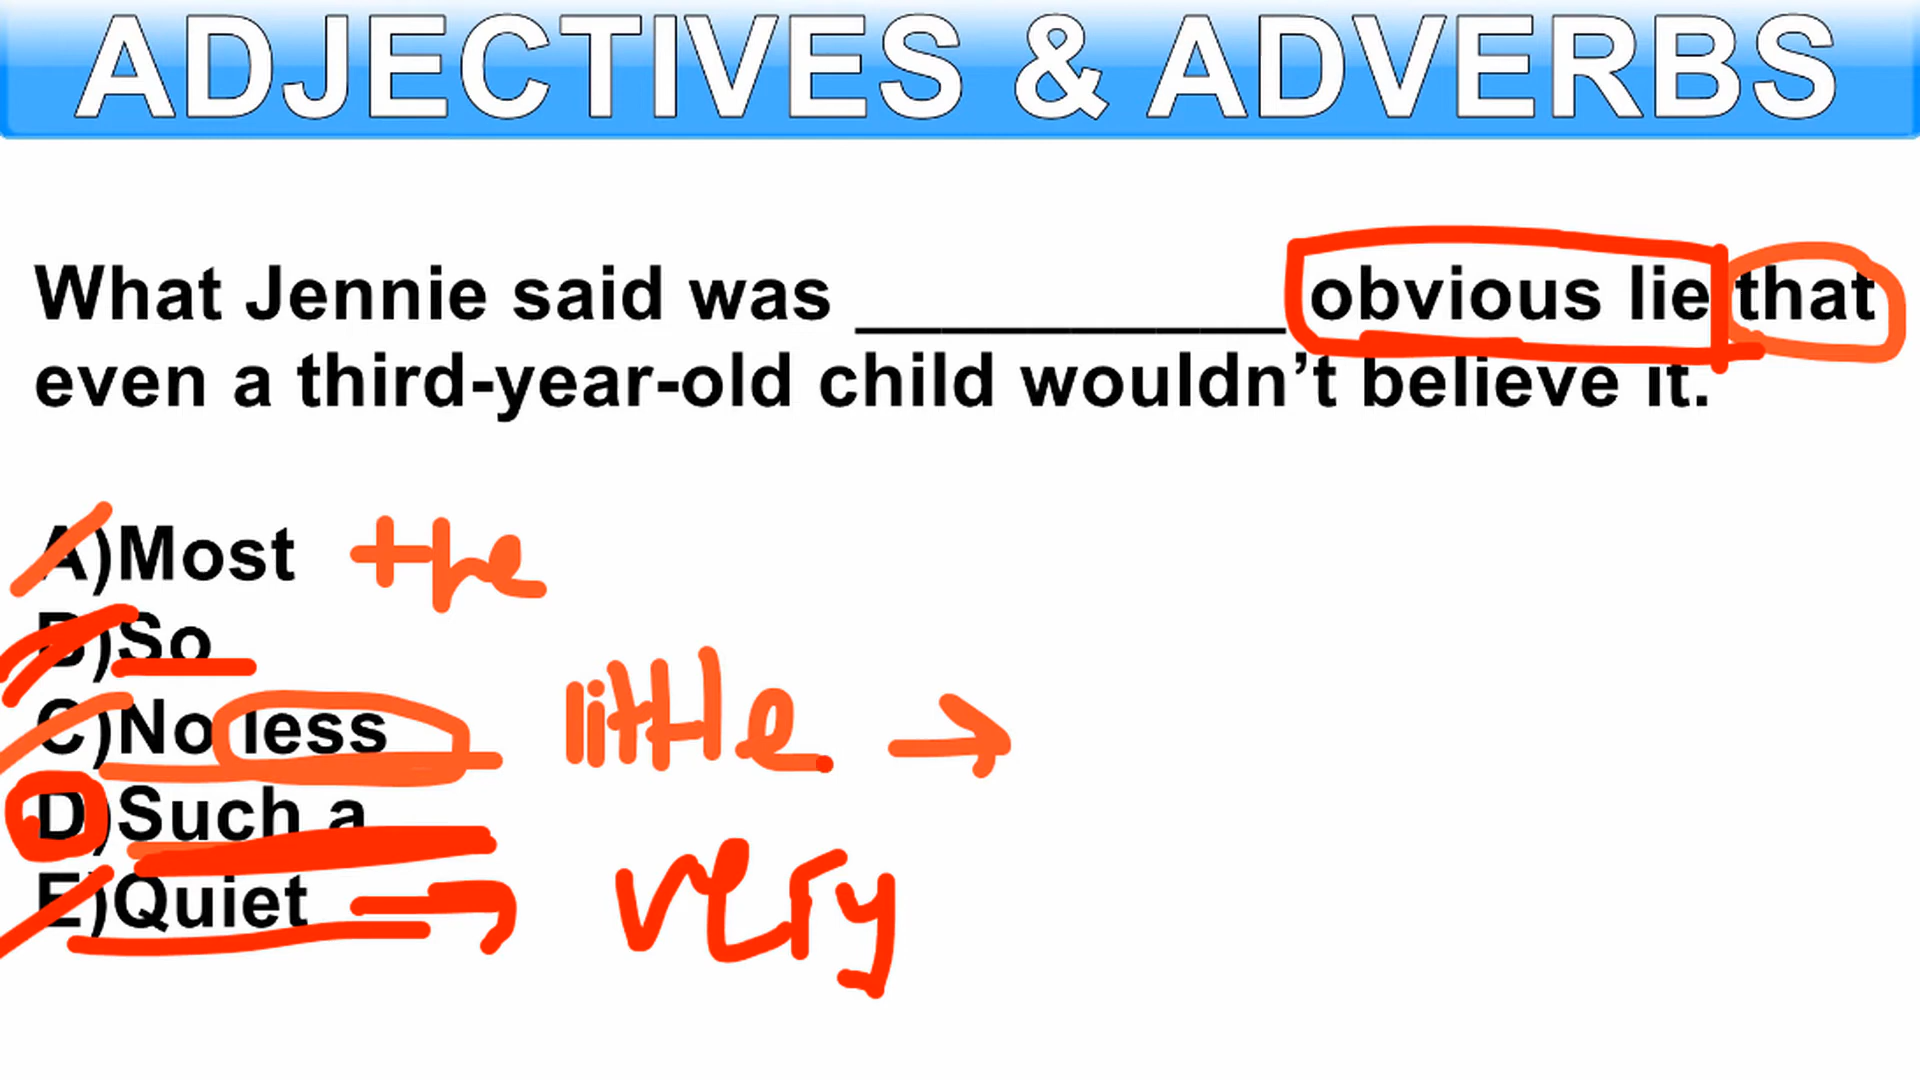 ADJECTIVES & ADVERBS
What Jennie said was __________ obvious lie that
even a third-year-old child wouldn’t believe it.
A)Most the
B)So
C)No less little →
D)Such a
E)Quiet → very